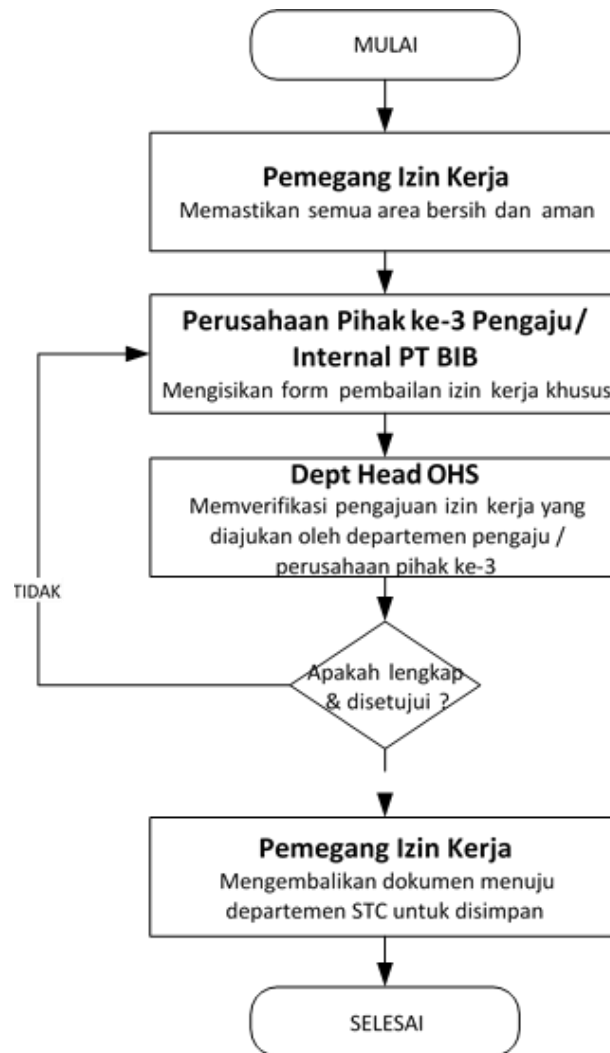 MULAI
Pemegang Izin Kerja
Memastikan semua area bersih dan aman
Perusahaan Pihak ke-3 Pengaju/
Internal PT BIB
Mengisikan form pembailan izin kerja khusus
Dept Head OHS
Memverifikasi pengajuan izin kerja yang
diajukan oleh departemen pengaju /
perusahaan pihak ke-3
TIDAK
Apakah lengkap
& disetujui ?
Pemegang Izin Kerja
Mengembalikan dokumen menuju
departemen STC untuk disimpan
SELESAI